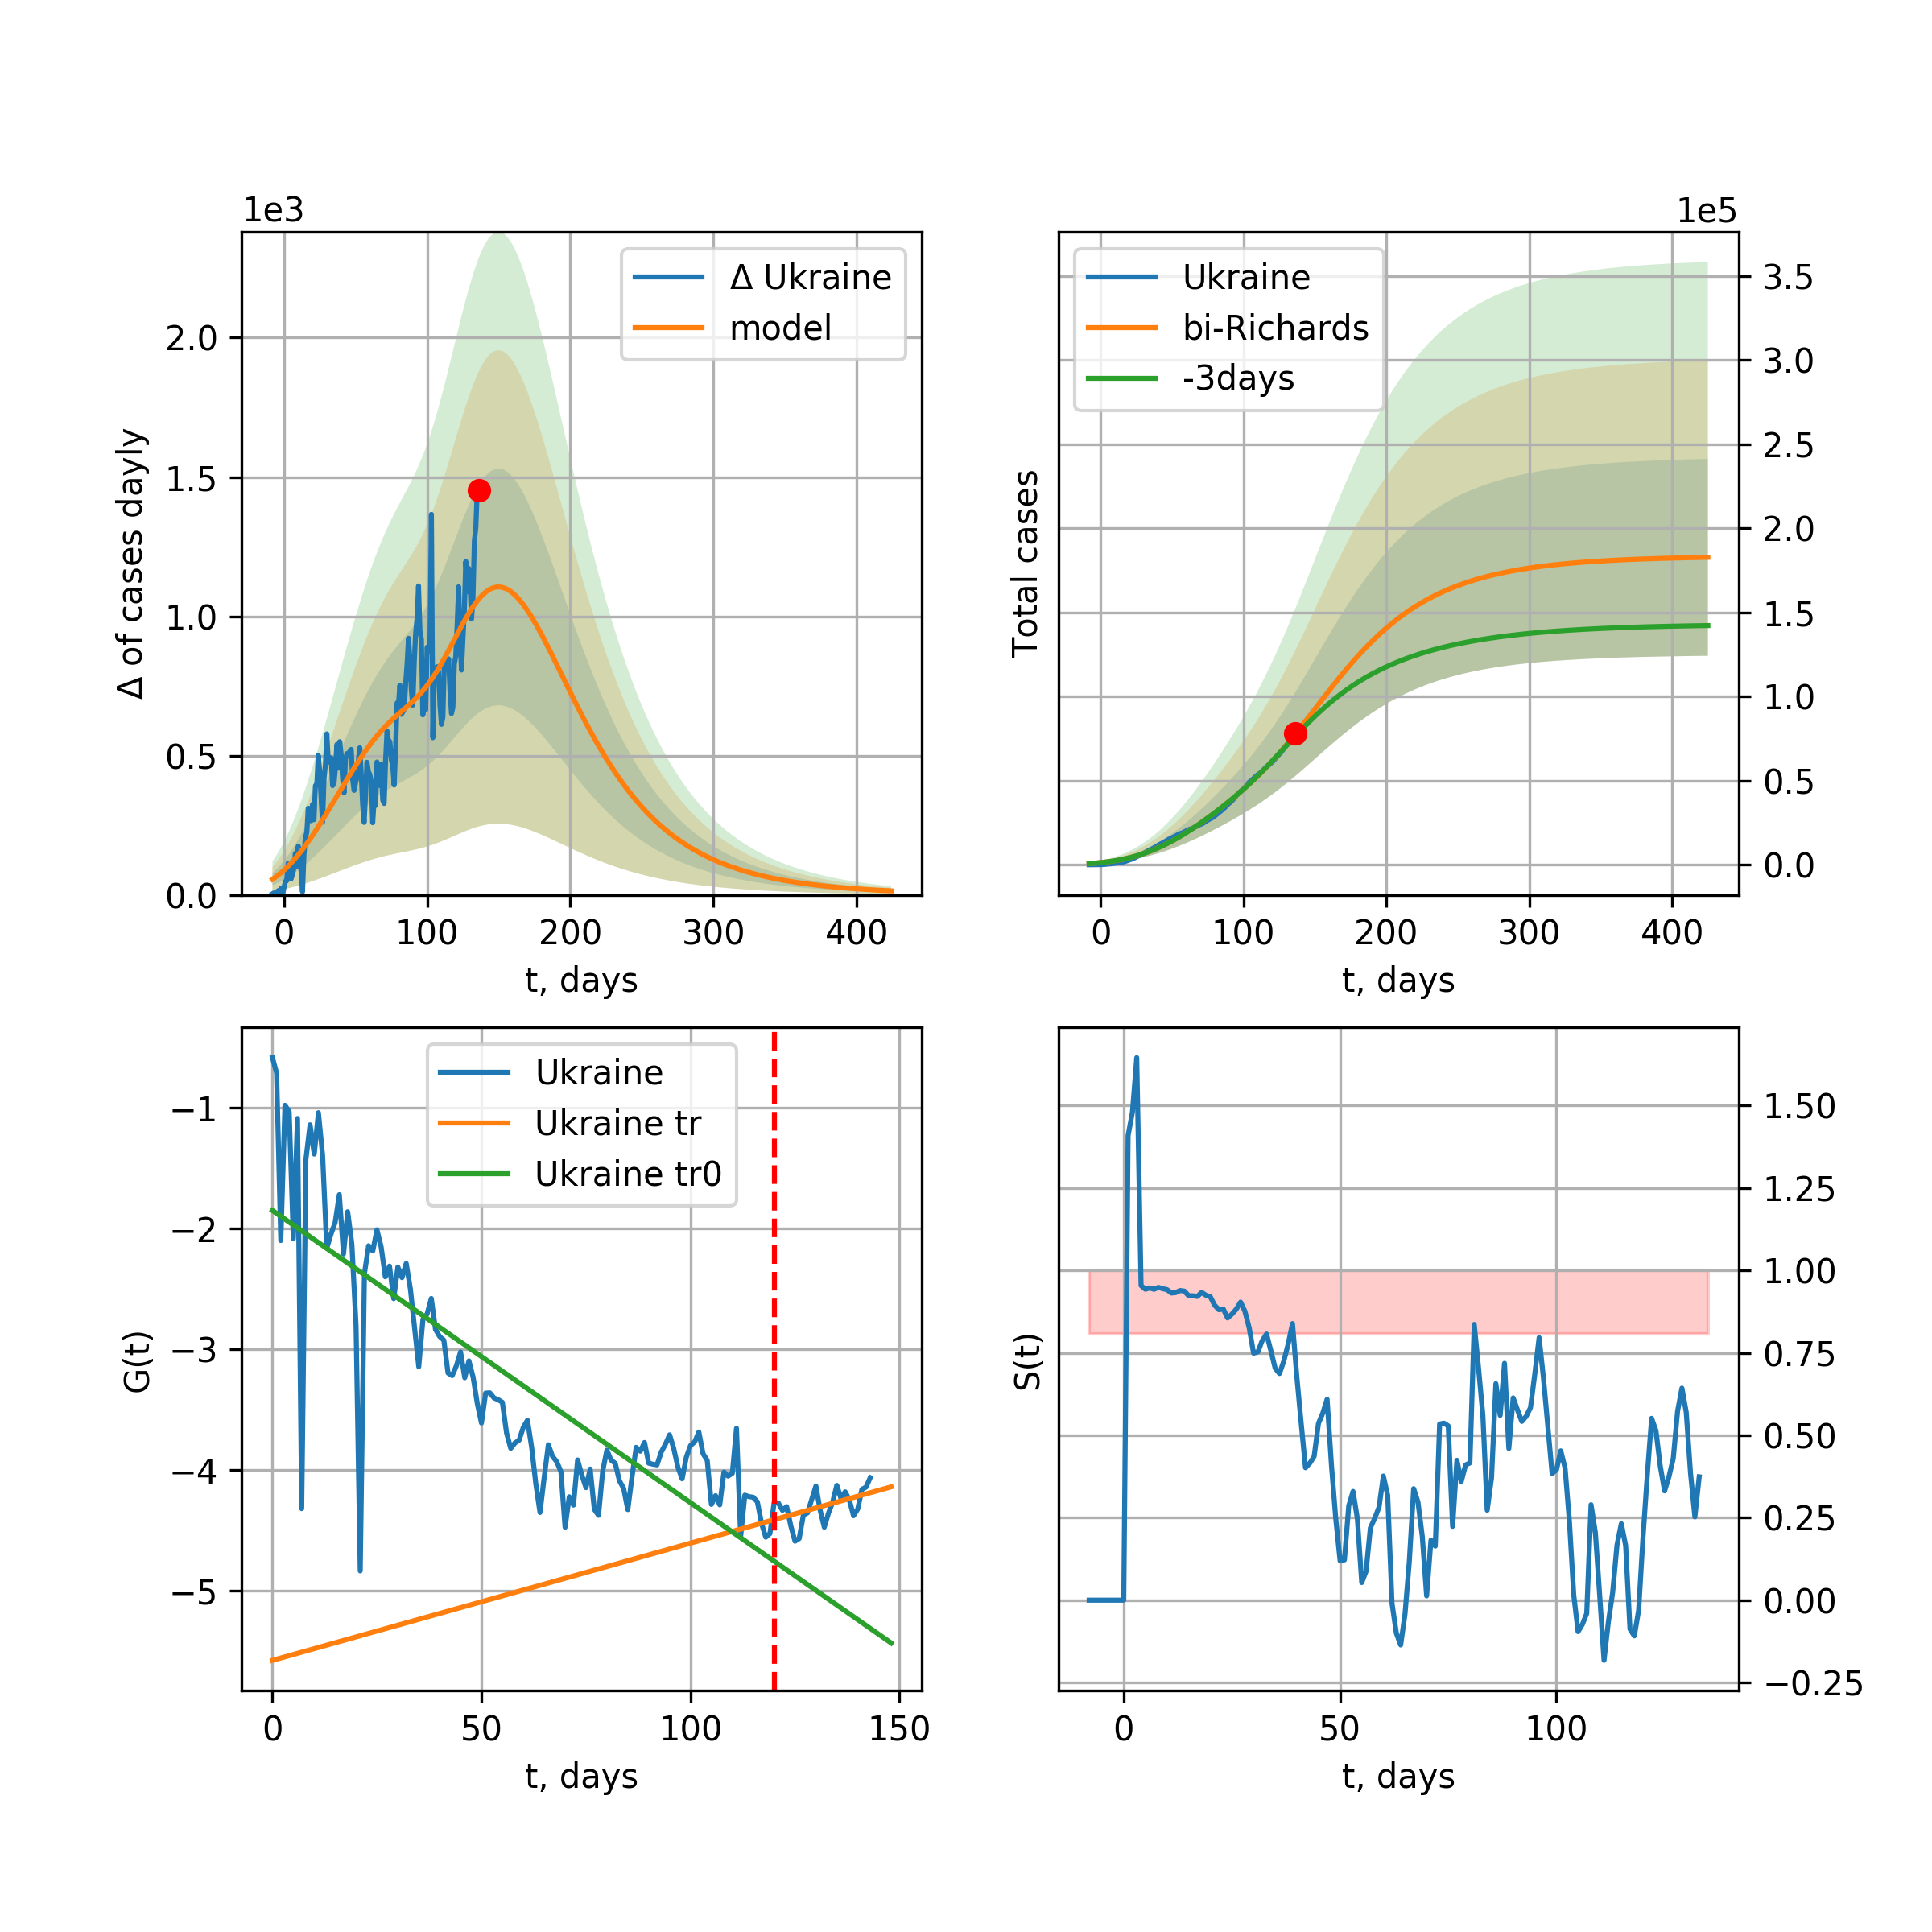 1e3
Δ of cases dayly
2.0
1.5
1.0
0.5
0.0
Δ Ukraine
model
0 100 200 300 400
t, days
1e5
Total cases
Ukraine
bi-Richards
-3days
3.5
3.0
2.5
2.0
1.5
1.0
0.5
0.0
0 100 200 300 400
t, days
G(t)
−1
−2
−3
−4
−5
Ukraine
Ukraine tr
Ukraine tr0
0 50 100 150
t, days
S(t)
1.50
1.25
1.00
0.75
0.50
0.25
0.00
−0.25
0 50 100
t, days